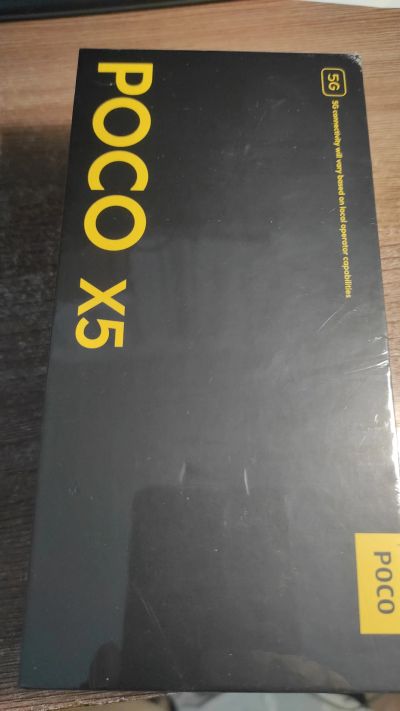 5G
5G connectivity will vary based on local operator capabilities
POCO X5
POCO